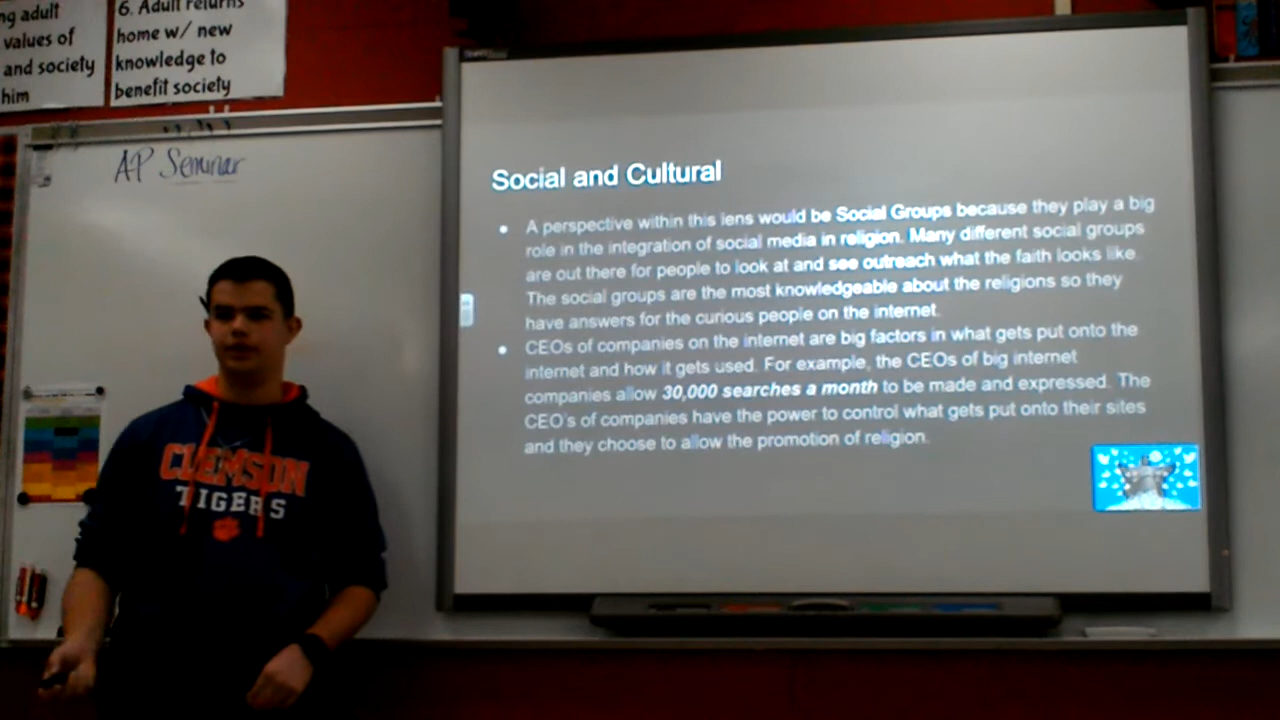 ng adult
values of
and society
him
6. Adult returns
home w/ new
knowledge to
benefit society
AP Seminar
CLEMSON
TIGERS
Social and Cultural
• A perspective within this lens would be Social Groups because they play a big
role in the integration of social media in religion. Many different social groups
are out there for people to look at and see outreach what the faith looks like.
The social groups are the most knowledgeable about the religions so they
have answers for the curious people on the internet.
• CEOs of companies on the internet are big factors in what gets put onto the
internet and how it gets used. For example, the CEOs of big internet
companies allow 30,000 searches a month to be made and expressed. The
CEO's of companies have the power to control what gets put onto their sites
and they choose to allow the promotion of religion.